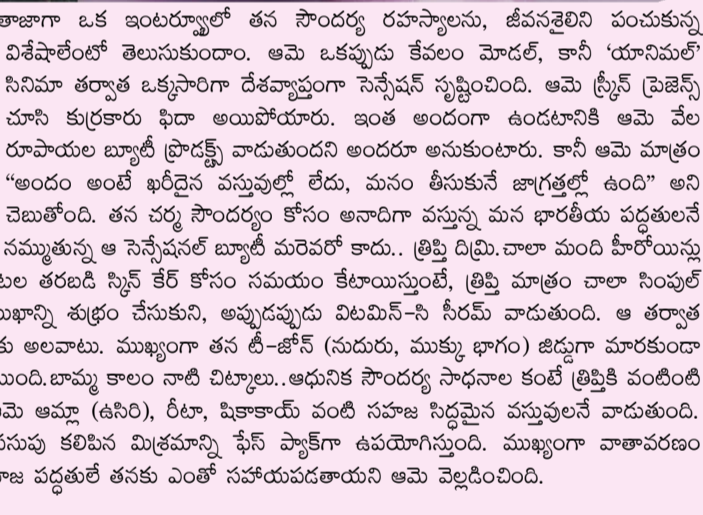 తాజాగా ఒక ఇంటర్వ్యూలో తన సౌందర్య రహస్యాలను, జీవనశైలిని పంచుకున్న
విశేషాలేంటో తెలుసుకుందాం. ఆమె ఒకప్పుడు కేవలం మోడల్, కానీ ‘యానిమల్’
సినిమా తర్వాత ఒక్కసారిగా దేశవ్యాప్తంగా సెన్సేషన్ సృష్టించింది. ఆమె స్క్రీన్ ప్రెజెన్స్
చూసి కుర్రకారు ఫిదా అయిపోయారు. ఇంత అందంగా ఉండటానికి ఆమె వేల
రూపాయల బ్యూటీ ప్రొడక్ట్స్ వాడుతుందని అందరూ అనుకుంటారు. కానీ ఆమె మాత్రం
“అందం అంటే ఖరీదైన వస్తువుల్లో లేదు, మనం తీసుకునే జాగ్రత్తల్లో ఉంది” అని
చెబుతోంది. తన చర్మ సౌందర్యం కోసం అనాదిగా వస్తున్న మన భారతీయ పద్ధతులనే
నమ్ముతున్న ఆ సెన్సేషనల్ బ్యూటీ మరెవరో కాదు.. త్రిప్తి దిమ్రి.చాలా మంది హీరోయిన్లు
టల తరబడి స్కిన్ కేర్ కోసం సమయం కేటాయిస్తుంటే, త్రిప్తి మాత్రం చాలా సింపుల్
ముఖాన్ని శుభ్రం చేసుకుని, అప్పుడప్పుడు విటమిన్-సి సీరమ్ వాడుతుంది. ఆ తర్వాత
కు అలవాటు. ముఖ్యంగా తన టీ-జోన్ (నుదురు, ముక్కు భాగం) జిడ్డుగా మారకుండా
యింది.బామ్మ కాలం నాటి చిట్కాలు..ఆధునిక సౌందర్య సాధనాల కంటే త్రిప్తికి వంటింటి
మె ఆమ్లా (ఉసిరి), రీటా, షికాకాయ్ వంటి సహజ సిద్ధమైన వస్తువులనే వాడుతుంది.
పసుపు కలిపిన మిశ్రమాన్ని ఫేస్ ప్యాక్‌గా ఉపయోగిస్తుంది. ముఖ్యంగా వాతావరణం
జ పద్ధతులే తనకు ఎంతో సహాయపడతాయని ఆమె వెల్లడించింది.